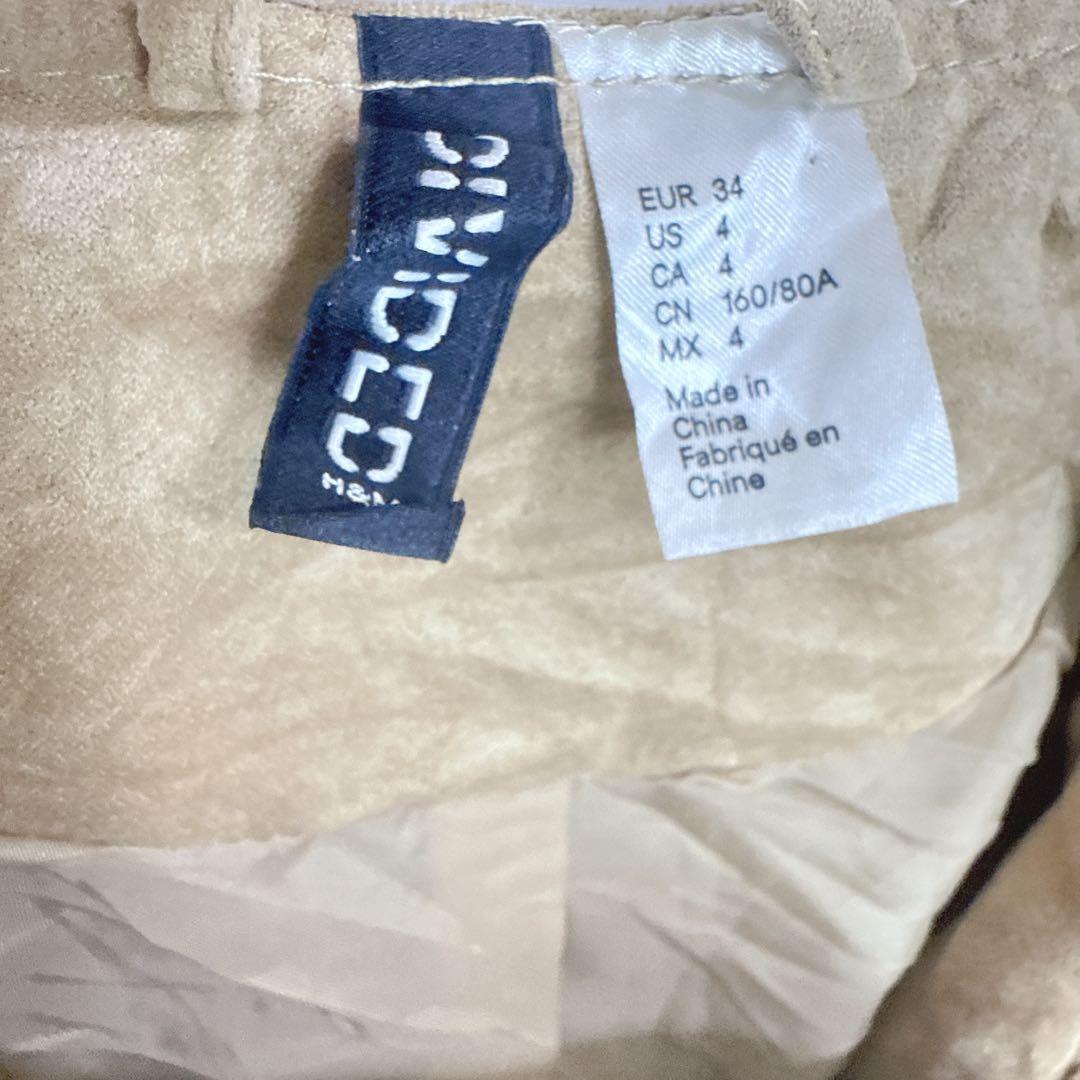 DIVIDED
H&M
EUR 34
US 4
CA 4
CN 160/80A
MX 4
Made in
China
Fabriqué en
Chine